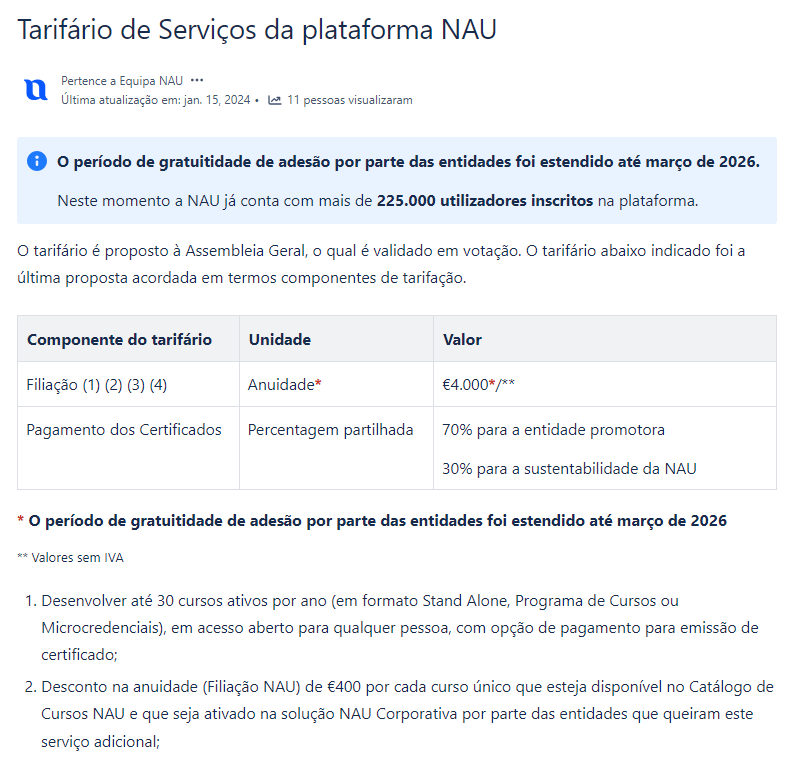 Tarifário de Serviços da plataforma NAU
Pertence a Equipa NAU •••
Última atualização em: jan. 15, 2024 • 11 pessoas visualizaram
O período de gratuitidade de adesão por parte das entidades foi estendido até março de 2026.
Neste momento a NAU já conta com mais de 225.000 utilizadores inscritos na plataforma.
O tarifário é proposto à Assembleia Geral, o qual é validado em votação. O tarifário abaixo indicado foi a
última proposta acordada em termos componentes de tarifação.
Componente do tarifário Unidade Valor
Filiação (1) (2) (3) (4) Anuidade* €4.000*/**
Pagamento dos Certificados Percentagem partilhada 70% para a entidade promotora
30% para a sustentabilidade da NAU
* O período de gratuitidade de adesão por parte das entidades foi estendido até março de 2026
** Valores sem IVA
1. Desenvolver até 30 cursos ativos por ano (em formato Stand Alone, Programa de Cursos ou
Microcredenciais), em acesso aberto para qualquer pessoa, com opção de pagamento para emissão de
certificado;
2. Desconto na anuidade (Filiação NAU) de €400 por cada curso único que esteja disponível no Catálogo de
Cursos NAU e que seja ativado na solução NAU Corporativa por parte das entidades que queiram este
serviço adicional;